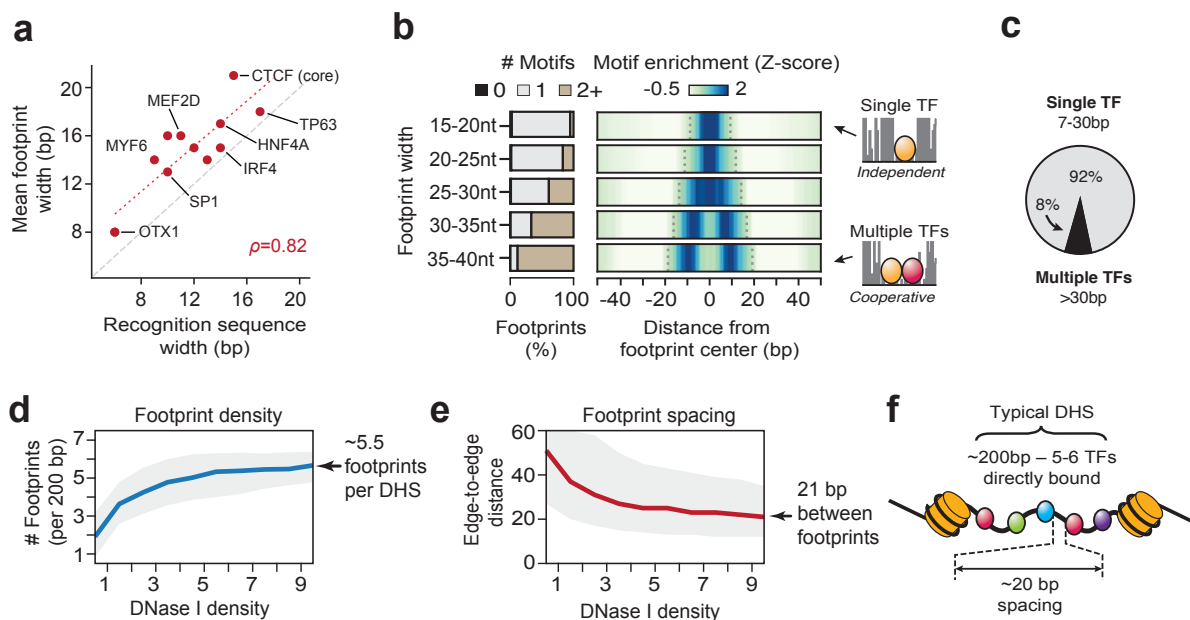 a
Mean footprint
width (bp)
20
16
12
8
CTCF (core)
MEF2D
TP63
MYF6
HNF4A
IRF4
SP1
OTX1
ρ=0.82
8
12
16
20
Recognition sequence
width (bp)
b
# Motifs
0
1
2+
Motif enrichment (Z-score)
-0.5
2
Footprint width
15-20nt
20-25nt
25-30nt
30-35nt
35-40nt
0
100
Footprints
(%)
-40
-20
0
20
40
Distance from
footprint center (bp)
Single TF
Independent
Multiple TFs
Cooperative
c
Single TF
7-30bp
92%
8%
Multiple TFs
>30bp
d
Footprint density
# Footprints
(per 200 bp)
7
5
3
1
1
3
5
7
9
DNase I density
~5.5
footprints
per DHS
e
Footprint spacing
Edge-to-edge
distance
60
40
20
0
1
3
5
7
9
DNase I density
21 bp
between
footprints
f
Typical DHS
~200bp – 5-6 TFs
directly bound
~20 bp
spacing